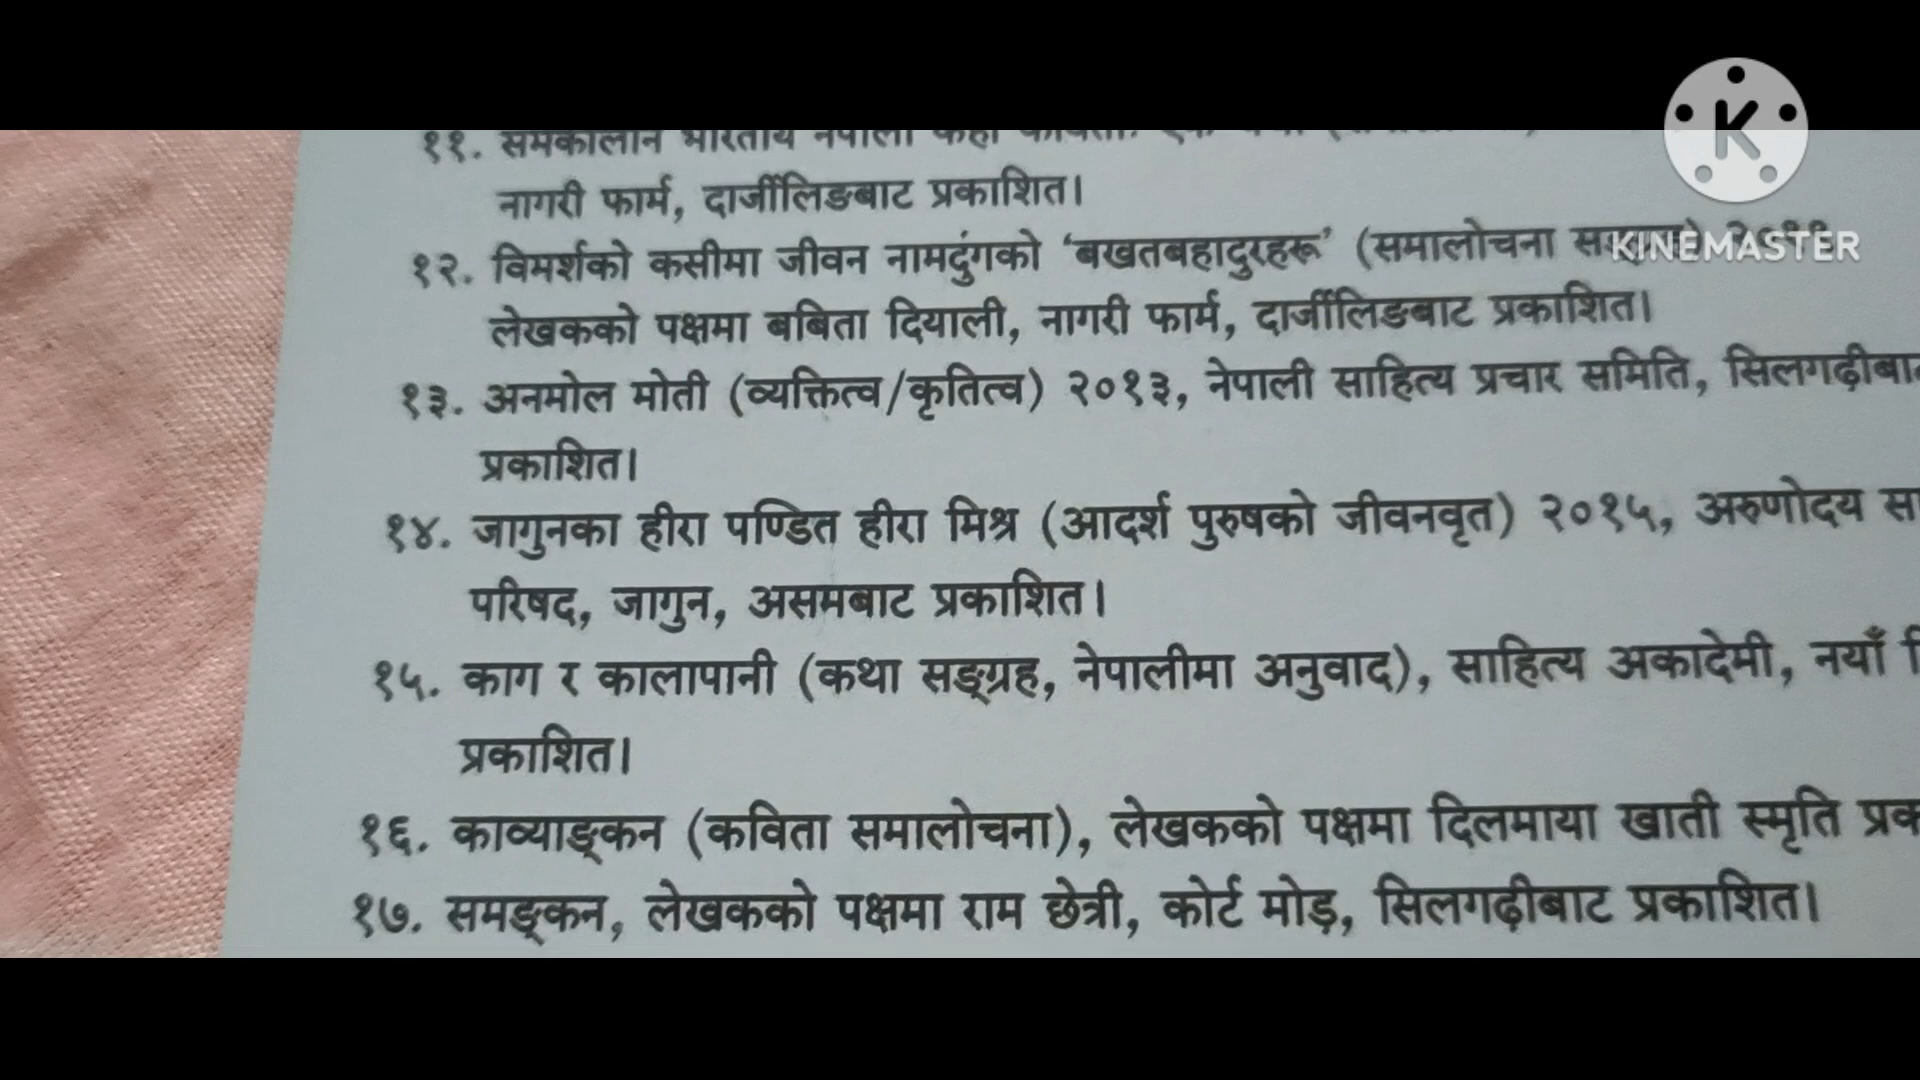 ११. समकालीन भारतीय नेपाली केही
नागरी फार्म, दार्जीलिङबाट प्रकाशित।
१२. विमर्शको कसीमा जीवन नामदुंगको 'बखतबहादुरहरू' (समालोचना
लेखकको पक्षमा बबिता दियाली, नागरी फार्म, दार्जीलिङबाट प्रकाशित।
१३. अनमोल मोती (व्यक्तित्व/कृतित्व) २०१३, नेपाली साहित्य प्रचार समिति, सिलगढ़ीबाट
प्रकाशित।
१४. जागुनका हीरा पण्डित हीरा मिश्र (आदर्श पुरुषको जीवनवृत) २०१५, अरुणोदय
परिषद, जागुन, असमबाट प्रकाशित।
१५. काग र कालापानी (कथा सङ्ग्रह, नेपालीमा अनुवाद), साहित्य अकादेमी, नयाँ
प्रकाशित।
१६. काव्याङ्कन (कविता समालोचना), लेखकको पक्षमा दिलमाया खाती स्मृति
१७. समङ्कन, लेखकको पक्षमा राम छेत्री, कोर्ट मोड़, सिलगढ़ीबाट प्रकाशित।
K
KINEMASTER